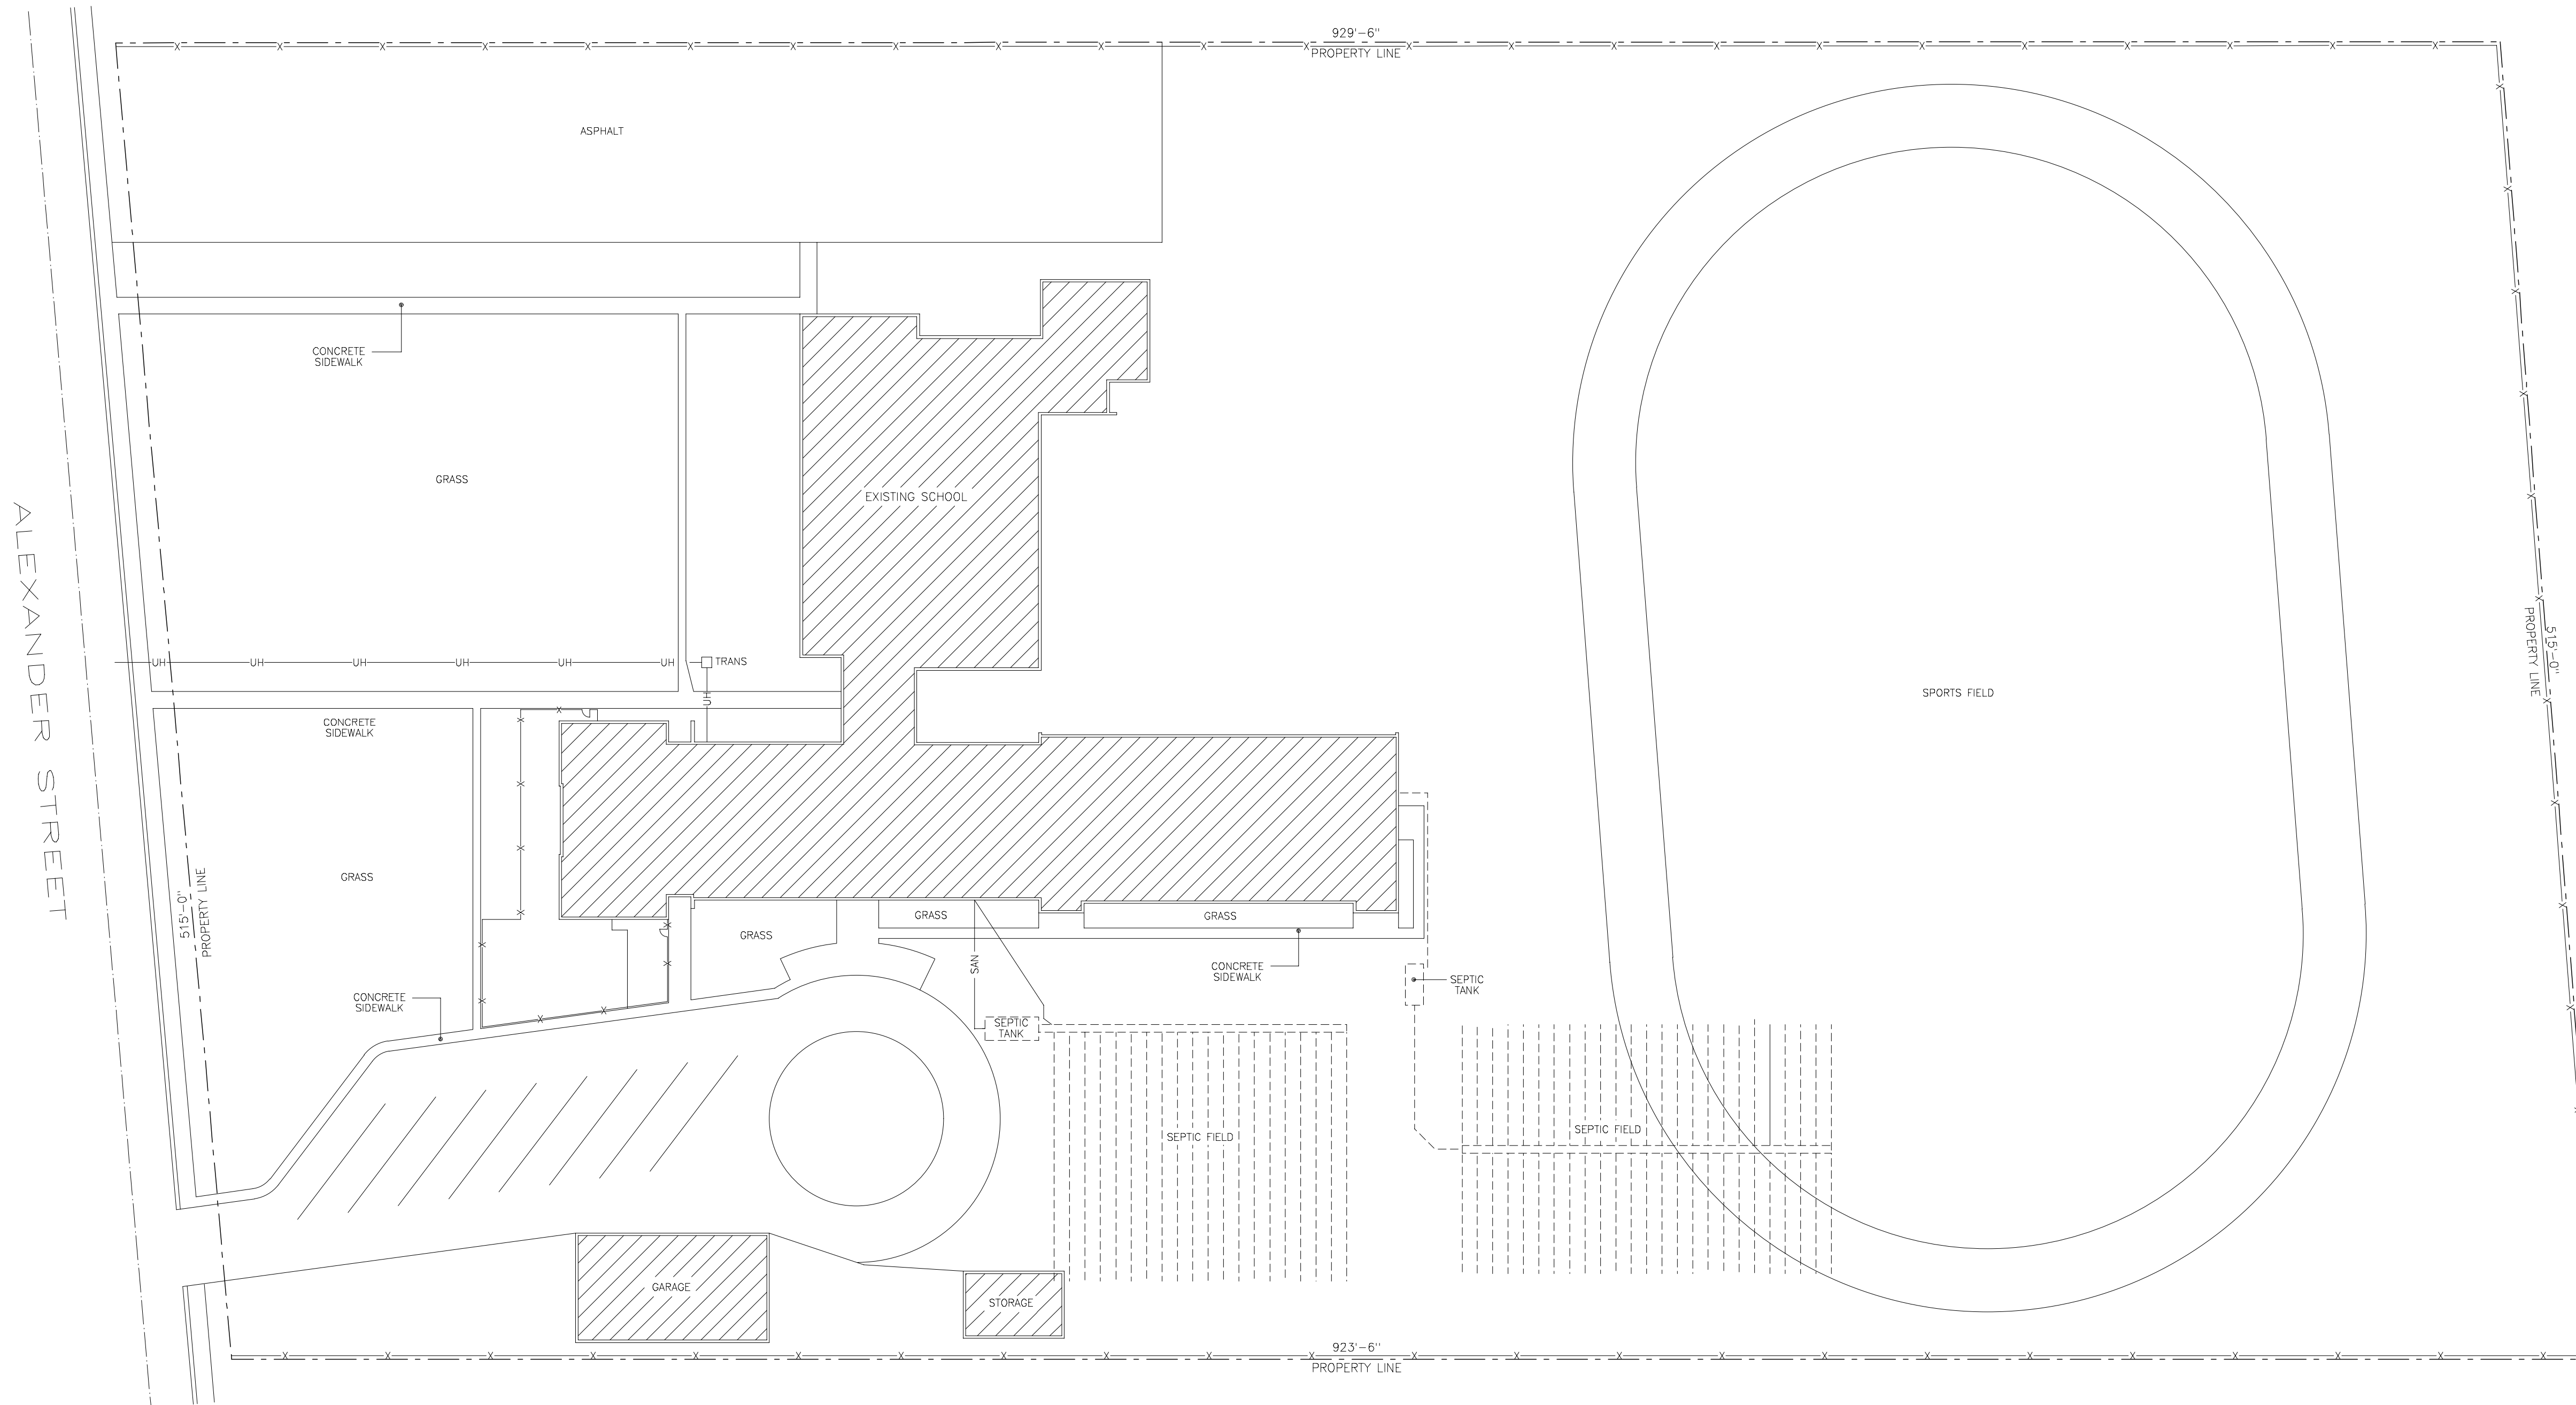 929'-6"
PROPERTY LINE
ASPHALT
CONCRETE
SIDEWALK
GRASS
EXISTING SCHOOL
ALEXANDER STREET
UH
UH
UH
UH
UH
UH
TRANS
UH
515'-0"
PROPERTY LINE
SPORTS FIELD
CONCRETE
SIDEWALK
GRASS
515'-0"
PROPERTY LINE
GRASS
GRASS
GRASS
SAN
CONCRETE
SIDEWALK
SEPTIC
TANK
CONCRETE
SIDEWALK
SEPTIC
TANK
SEPTIC FIELD
SEPTIC FIELD
GARAGE
STORAGE
923'-6"
PROPERTY LINE